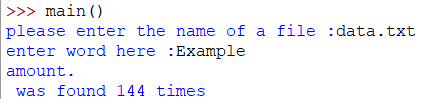 >>> main()
please enter the name of a file :data.txt
enter word here :Example
amount.
 was found 144 times